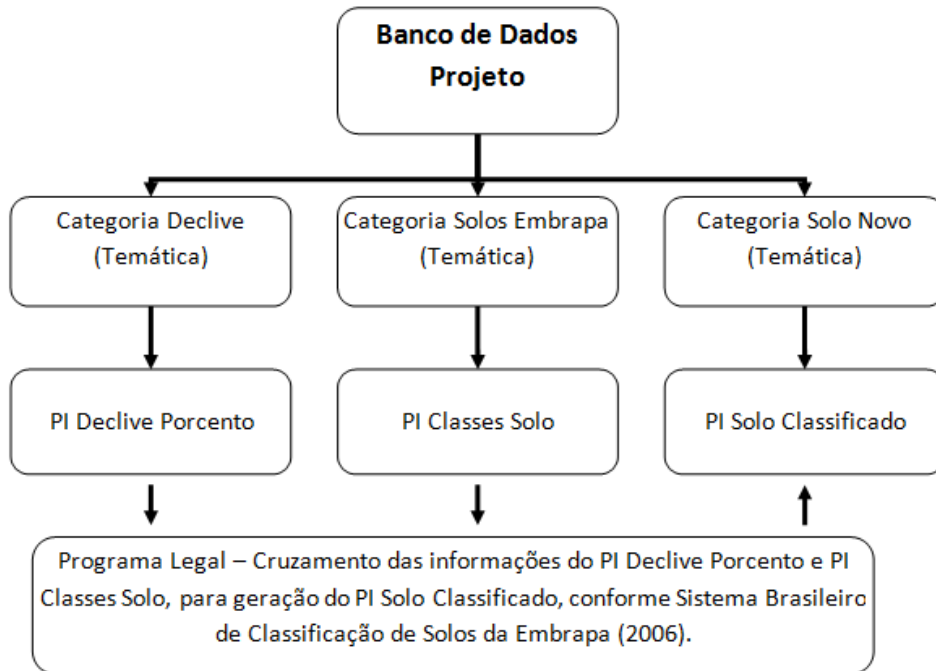 Banco de Dados
Projeto
Categoria Declive
(Temática)
Categoria Solos Embrapa
(Temática)
Categoria Solo Novo
(Temática)
PI Declive Porcento
PI Classes Solo
PI Solo Classificado
Programa Legal – Cruzamento das informações do PI Declive Porcento e PI
Classes Solo, para geração do PI Solo Classificado, conforme Sistema Brasileiro
de Classificação de Solos da Embrapa (2006).